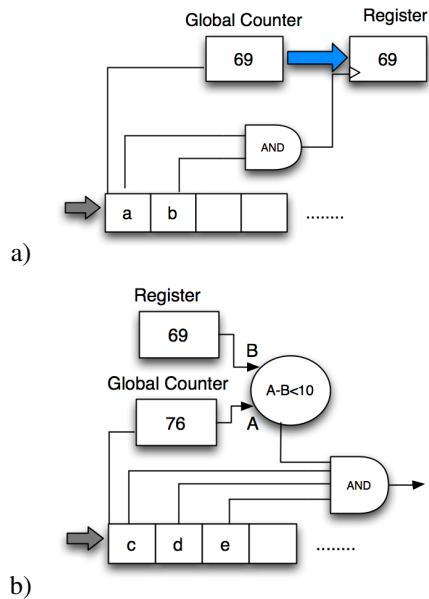 Global Counter
Register
69
69
AND
a b ........
a)
Register
69
B
A-B<10
Global Counter
76
A
AND
c d e ........
b)